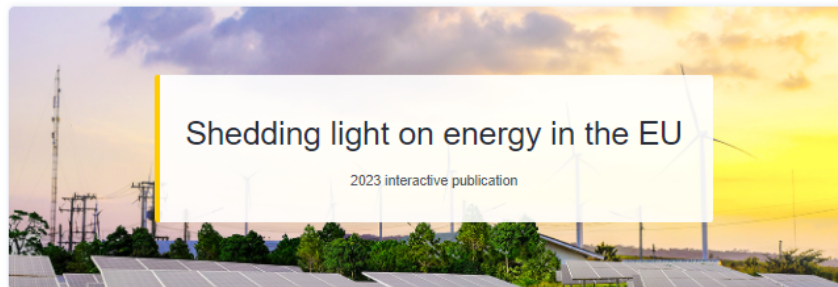 Shedding light on energy in the EU
2023 interactive publication